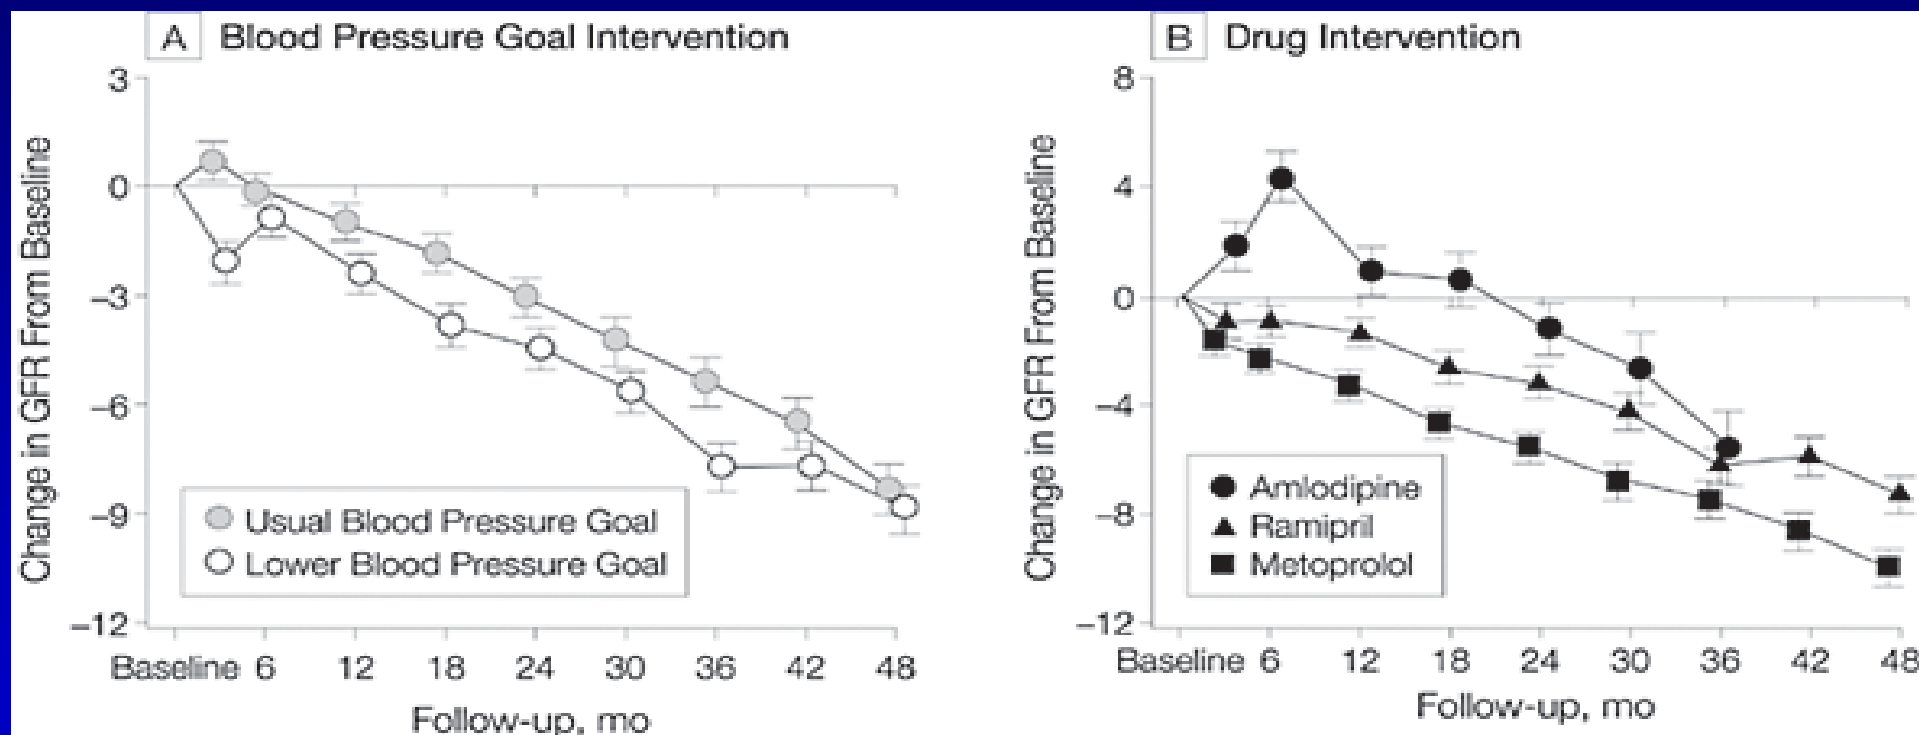 A Blood Pressure Goal Intervention
3
0
−3
−6
−9
−12
Change in GFR From Baseline
Usual Blood Pressure Goal
Lower Blood Pressure Goal
Baseline 6 12 18 24 30 36 42 48
Follow-up, mo
B Drug Intervention
8
4
0
−4
−8
−12
Change in GFR From Baseline
Amlodipine
Ramipril
Metoprolol
Baseline 6 12 18 24 30 36 42 48
Follow-up, mo